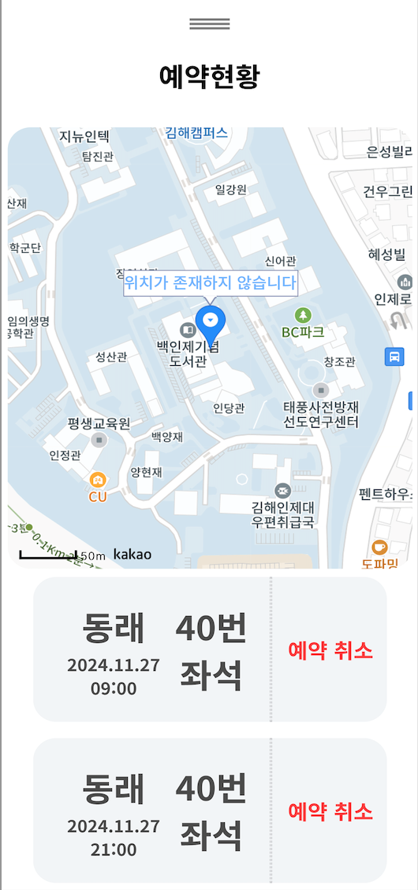 예약현황
지뉴인텍
김해캠퍼스
탐진관
은성빌라
일강원
건우그린
산재
학군단
신어관
혜성빌
위치가 존재하지 않습니다
인제로
임의생명
공학관
BC파크
백인제기념
도서관
성산관
창조관
인당관
태풍사전방재
선도연구센터
평생교육원
백양재
인정관
양현재
CU
김해인제대
우편취급국
펜트하우스
50m
kakao
도파밍
동래
2024.11.27
09:00
40번
좌석
예약 취소
동래
2024.11.27
21:00
40번
좌석
예약 취소